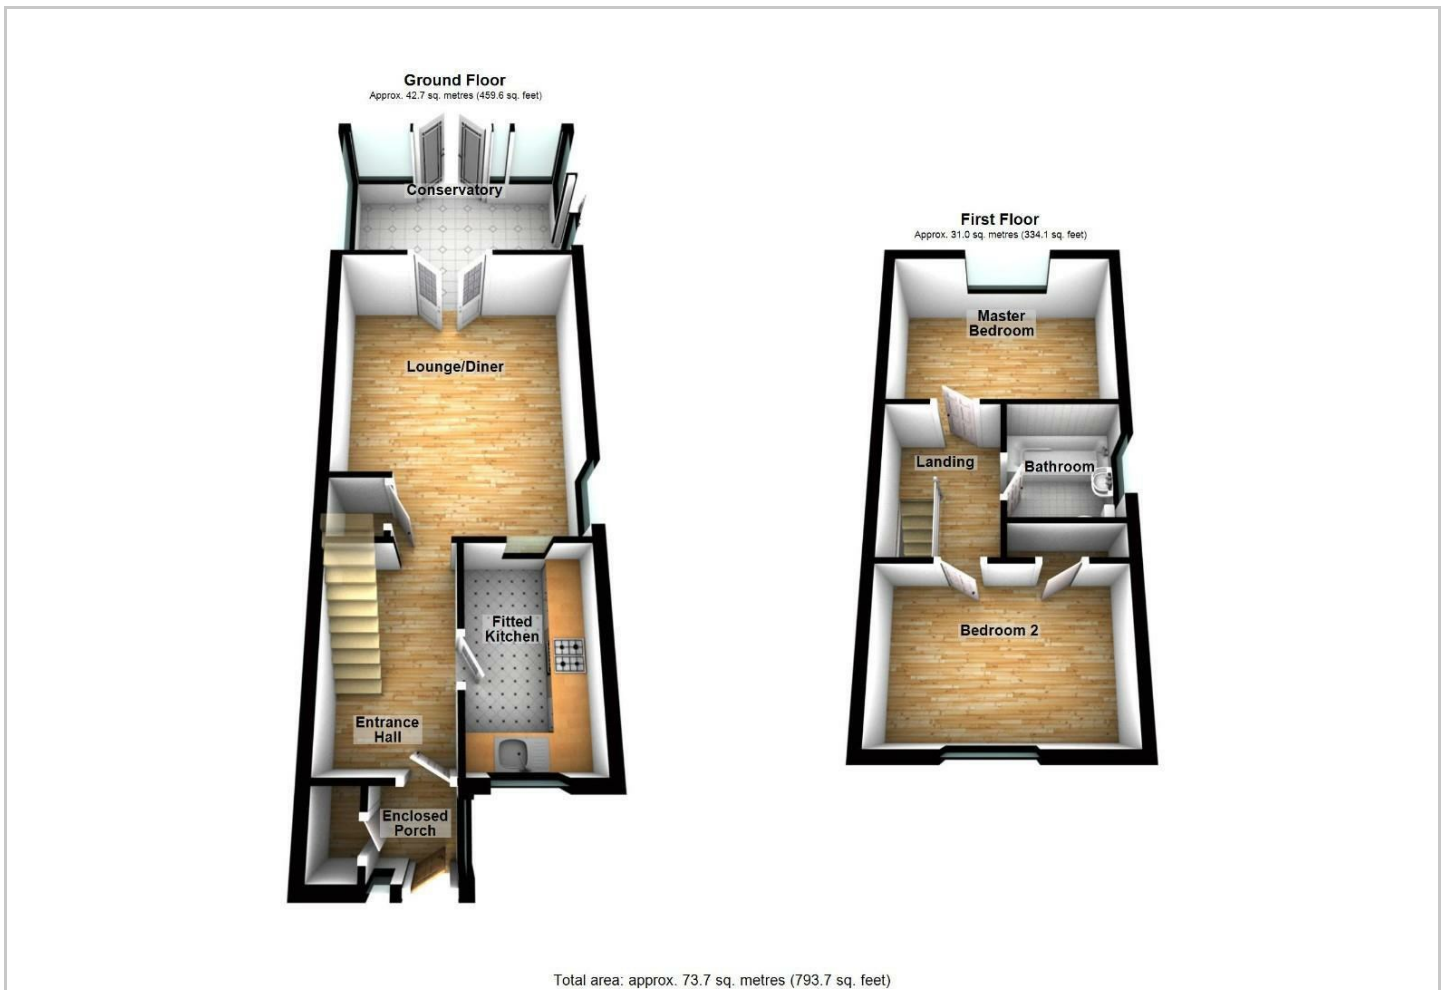 Ground Floor
Approx. 42.7 sq. metres (459.6 sq. feet)
Conservatory
Lounge/Diner
Fitted
Kitchen
Entrance
Hall
Enclosed
Porch
First Floor
Approx. 31.0 sq. metres (334.1 sq. feet)
Master
Bedroom
Landing
Bathroom
Bedroom 2
Total area: approx. 73.7 sq. metres (793.7 sq. feet)